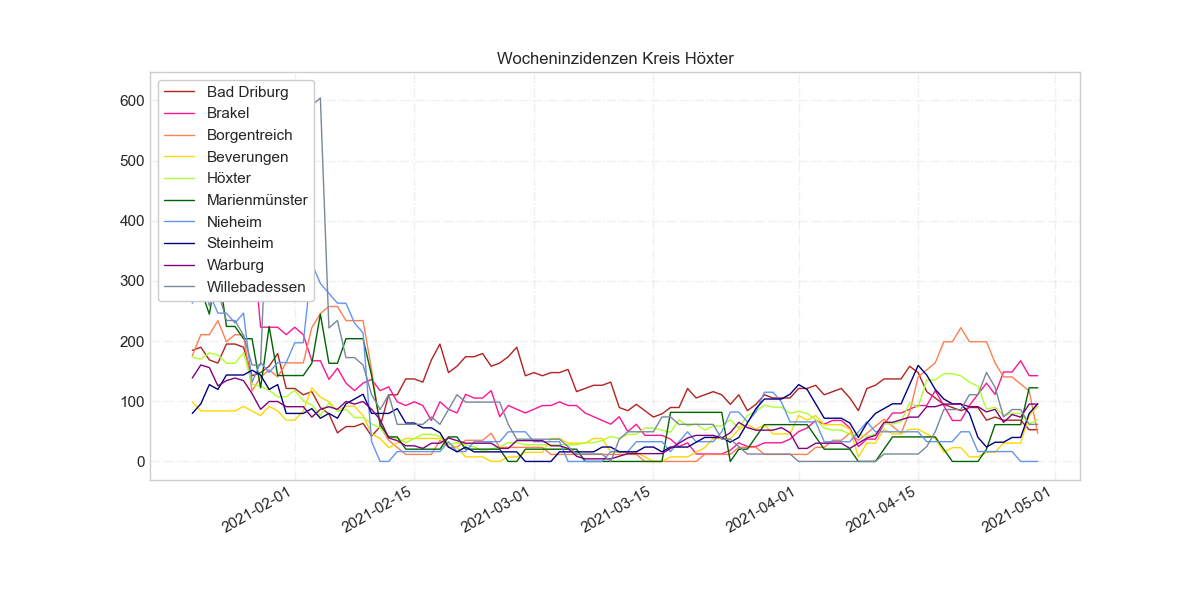 Wocheninzidenzen Kreis Höxter
600
500
400
300
200
100
0
Bad Driburg
Brakel
Borgentreich
Beverungen
Höxter
Marienmünster
Nieheim
Steinheim
Warburg
Willebadessen
2021-02-01
2021-02-15
2021-03-01
2021-03-15
2021-04-01
2021-04-15
2021-05-01